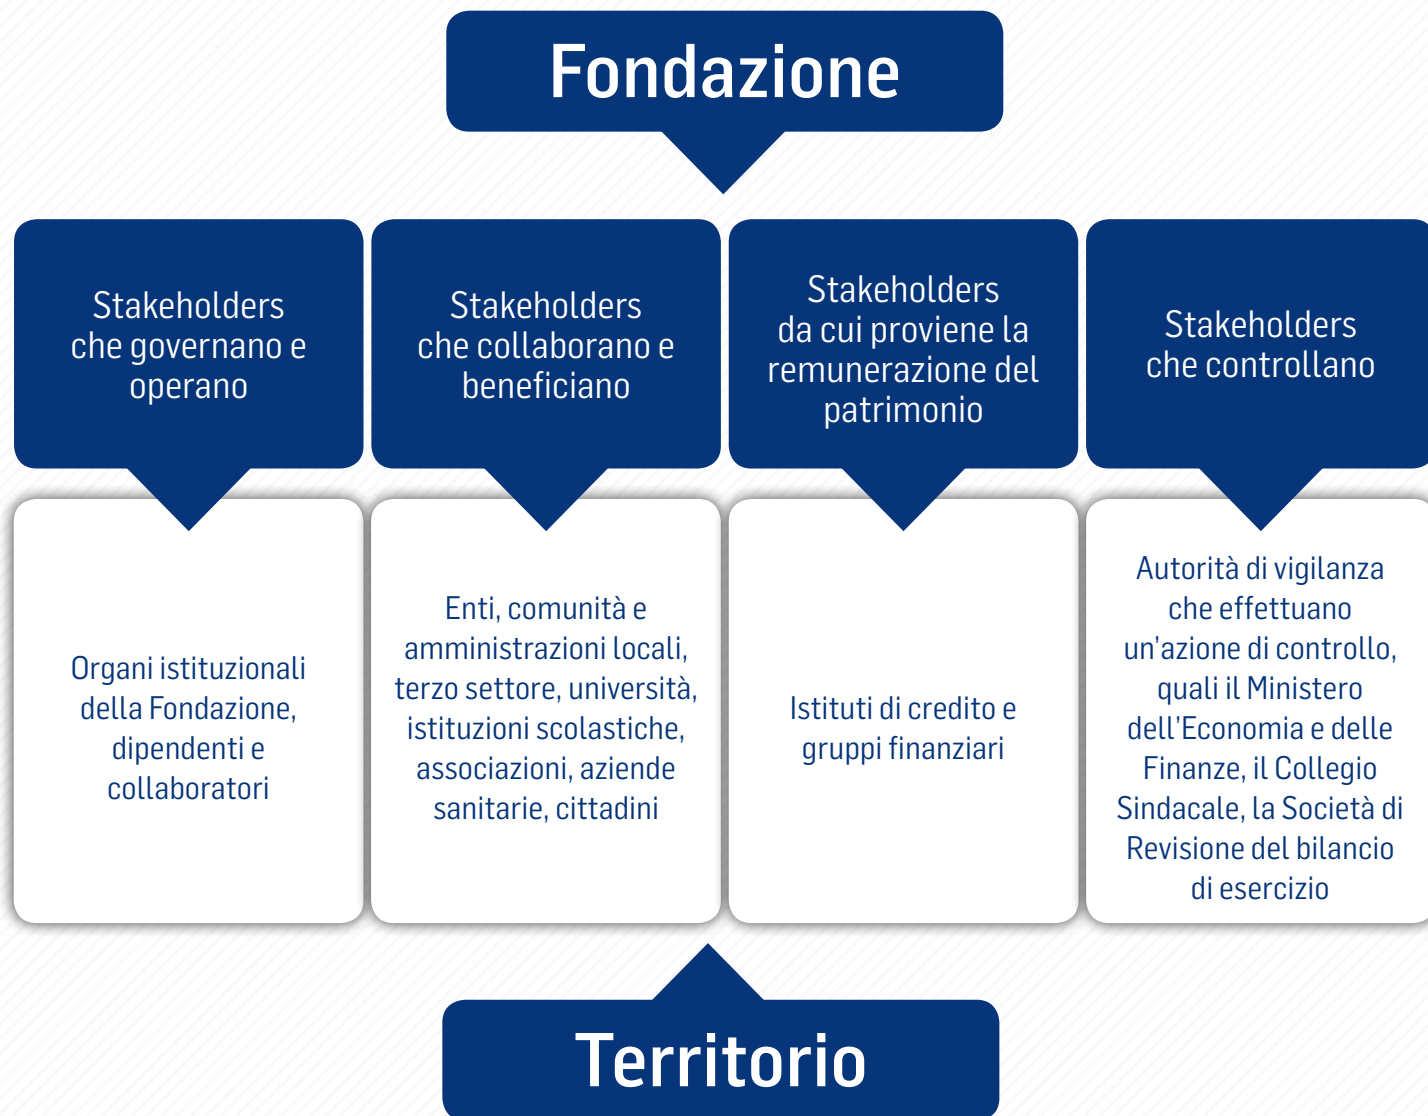 Fondazione
Stakeholders
che governano e
operano
Stakeholders
che collaborano e
beneficiano
Stakeholders
da cui proviene la
remunerazione del
patrimonio
Stakeholders
che controllano
Organi istituzionali
della Fondazione,
dipendenti e
collaboratori
Enti, comunità e
amministrazioni locali,
terzo settore, università,
istituzioni scolastiche,
associazioni, aziende
sanitarie, cittadini
Istituti di credito e
gruppi finanziari
Autorità di vigilanza
che effettuano
un’azione di controllo,
quali il Ministero
dell’Economia e delle
Finanze, il Collegio
Sindacale, la Società di
Revisione del bilancio
di esercizio
Territorio